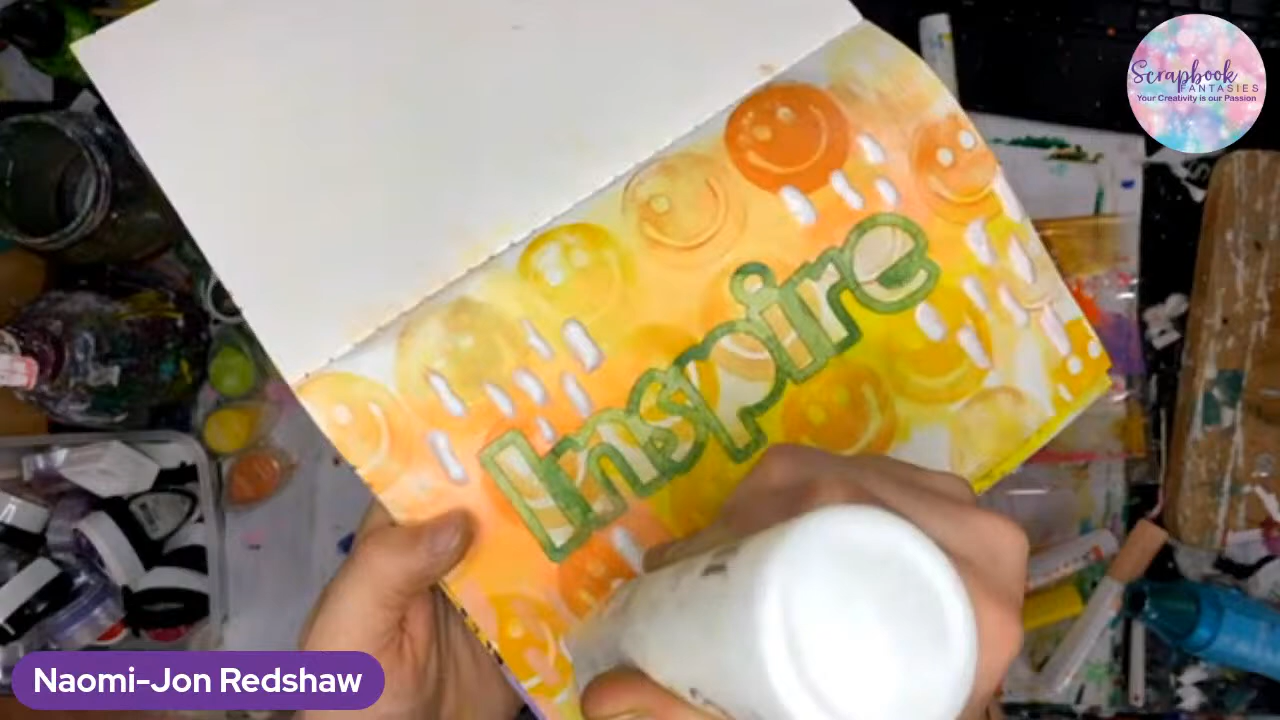 Scrapbook
FANTASIES
Your Creativity is our Passion
Inspire
Naomi-Jon Redshaw